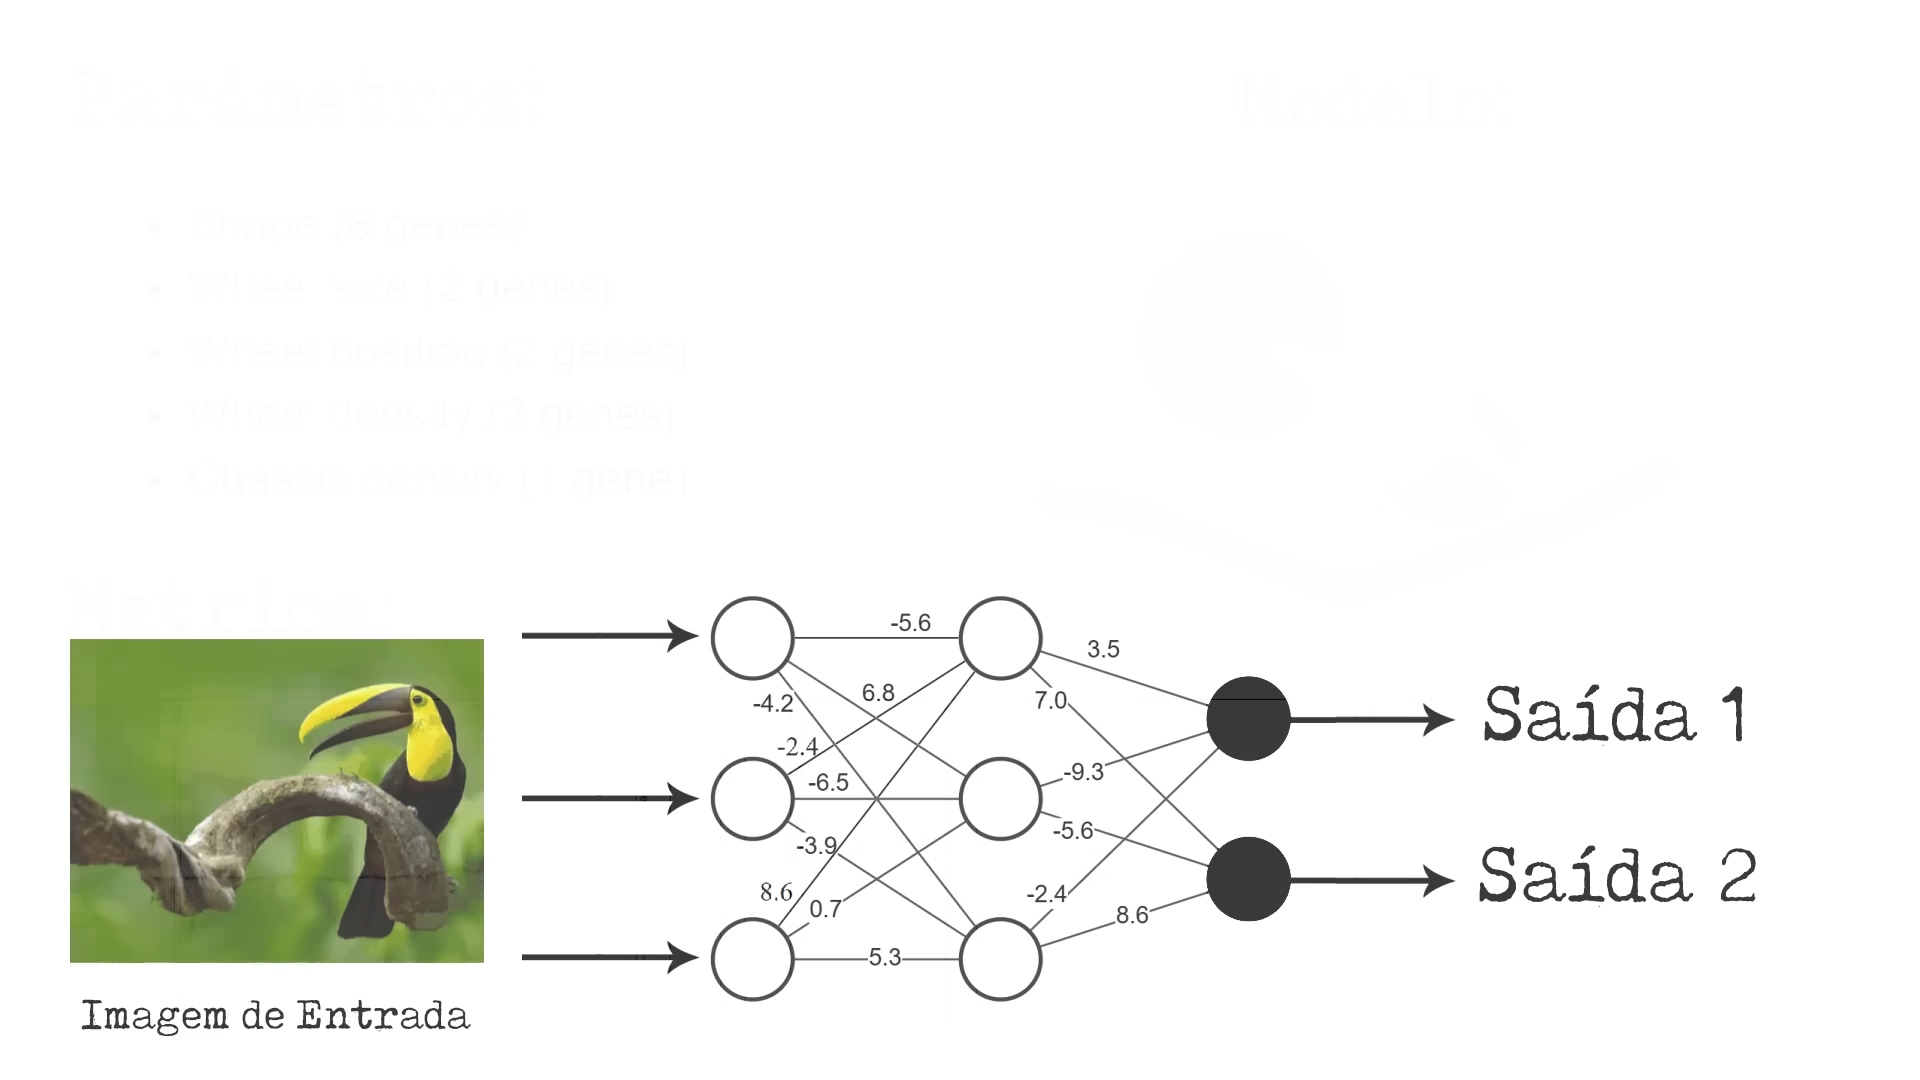 Parâmetros:
Modelo:
• Shape (8 genes)
• Wheel size (2 genes)
• Wheel position (2 genes)
• Wheel density (2 genes)
• Chassis density (1 gene)
Metrica:
-5.6
3.5
6.8
-4.2
7.0
-2.4
-6.5
-9.3
-5.6
-3.9
8.6
0.7
-2.4
8.6
5.3
Saída 1
Saída 2
Imagem de Entrada